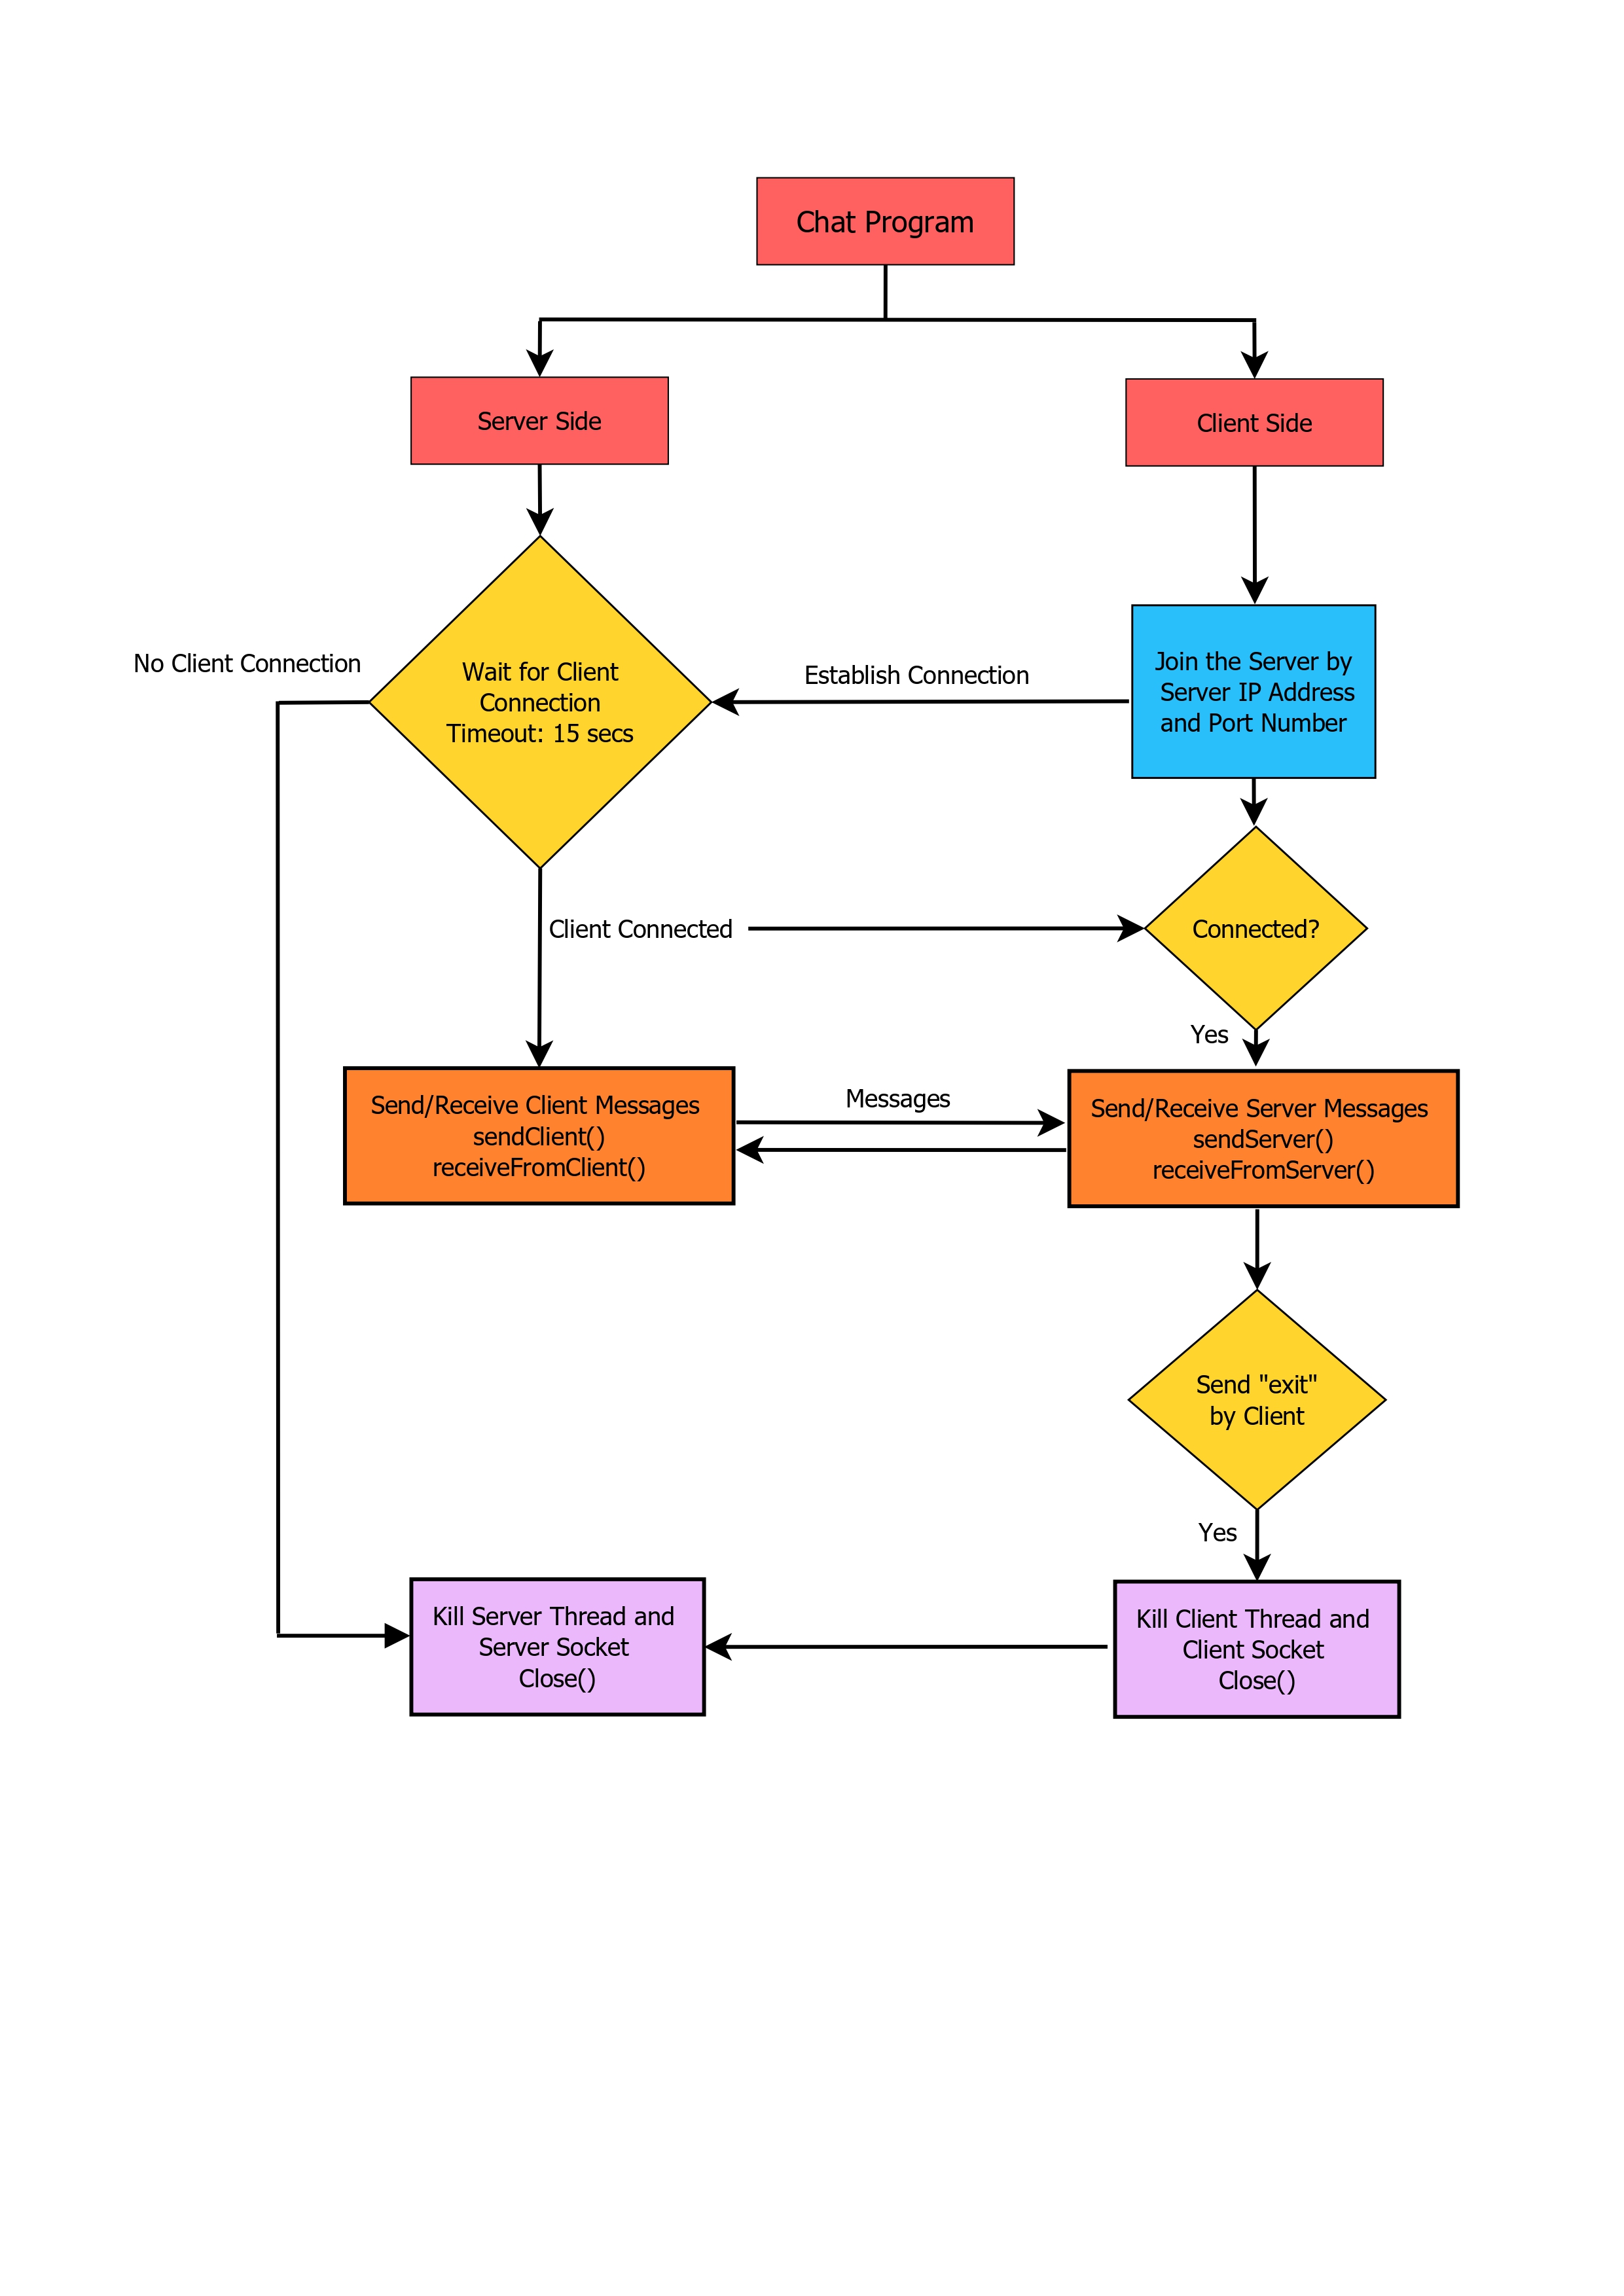 Chat Program
Server Side
Client Side
No Client Connection
Wait for Client
Connection
Timeout: 15 secs
Establish Connection
Join the Server by
Server IP Address
and Port Number
Client Connected
Connected?
Yes
Send/Receive Client Messages
sendClient()
receiveFromClient()
Messages
Send/Receive Server Messages
sendServer()
receiveFromServer()
Send "exit"
by Client
Yes
Kill Server Thread and
Server Socket
Close()
Kill Client Thread and
Client Socket
Close()